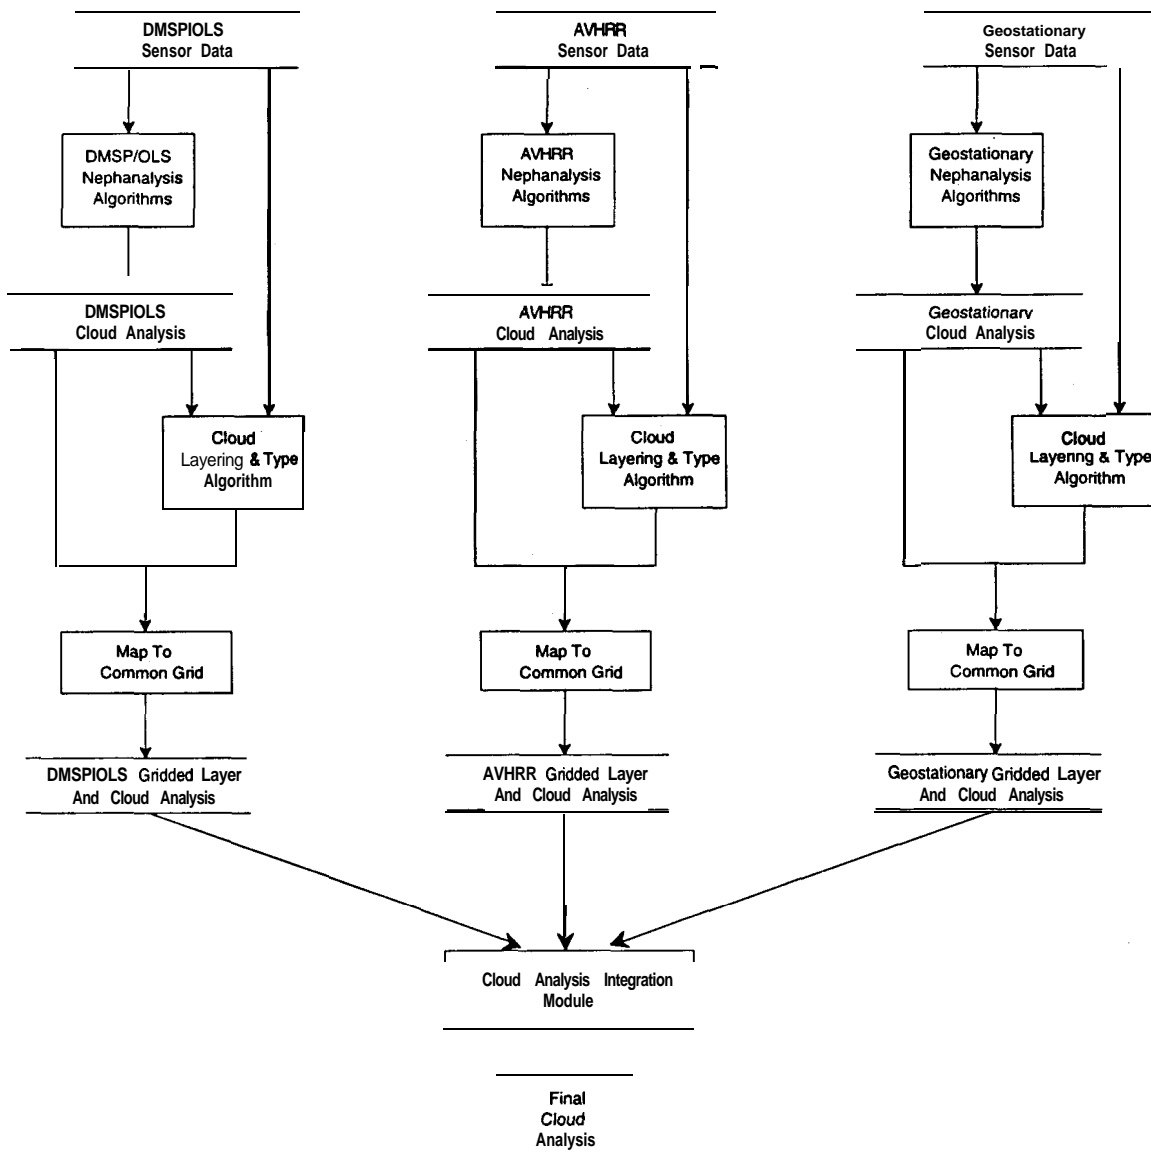 DMSPIOLS
Sensor Data
AVHRR
Sensor Data
Geostationary
Sensor Data
DMSP/OLS
Nephanalysis
Algorithms
AVHRR
Nephanalysis
Algorithms
Geostationary
Nephanalysis
Algorithms
DMSPIOLS
Cloud Analysis
AVHRR
Cloud Analysis
Geostationary
Cloud Analysis
Cloud
Layering & Type
Algorithm
Cloud
Layering & Type
Algorithm
Cloud
Layering & Type
Algorithm
Map To
Common Grid
Map To
Common Grid
Map To
Common Grid
DMSPIOLS Gridded Layer
And Cloud Analysis
AVHRR Gridded Layer
And Cloud Analysis
Geostationary Gridded Layer
And Cloud Analysis
Cloud Analysis Integration
Module
Final
Cloud
Analysis